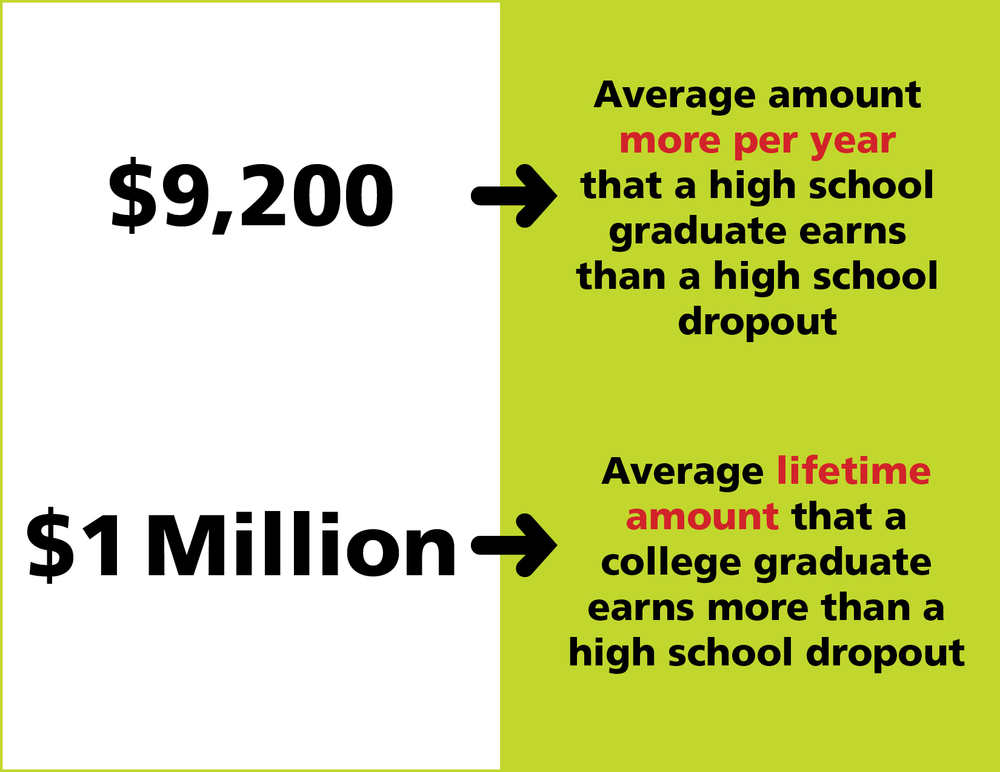 $9,200
Average amount
more per year
that a high school
graduate earns
than a high school
dropout
$1 Million
Average lifetime
amount that a
college graduate
earns more than a
high school dropout